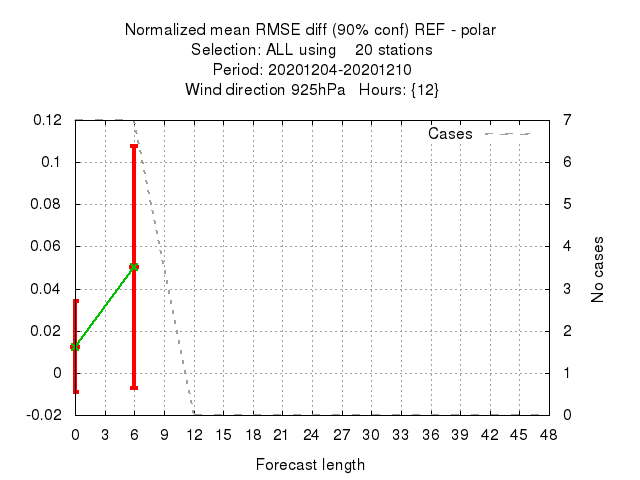 Normalized mean RMSE diff (90% conf) REF - polar
Selection: ALL using    20 stations
Period: 20201204-20201210
Wind direction 925hPa   Hours: {12}
Cases
0.12
0.1
0.08
0.06
0.04
0.02
0
-0.02
7
6
5
4
3
2
1
0
No cases
0 3 6 9 12 15 18 21 24 27 30 33 36 39 42 45 48
Forecast length